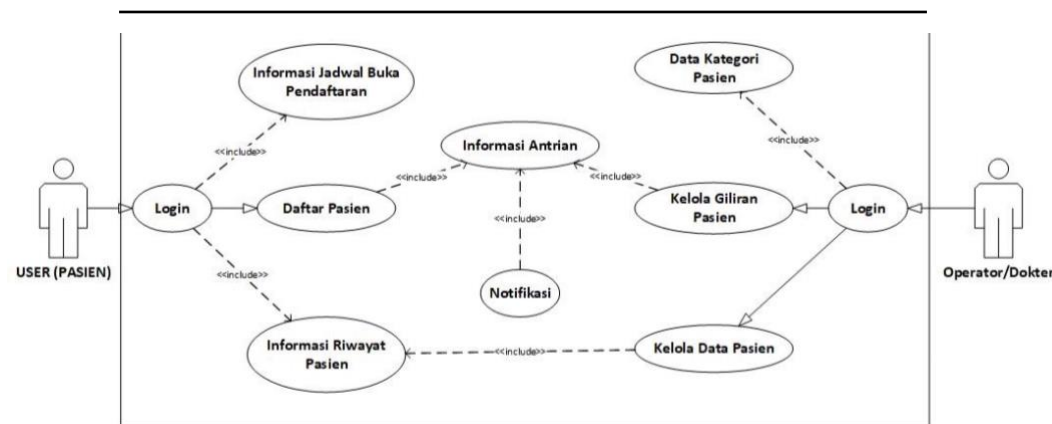 Informasi Jadwal Buka
Pendaftaran
Data Kategori
Pasien
<<include>>
<<include>>
Informasi Antrian
<<include>>
<<include>>
Login
Daftar Pasien
Kelola Giliran
Pasien
Login
USER (PASIEN)
Operator/Dokter
<<include>>
<<include>>
Notifikasi
Informasi Riwayat
Pasien
<<include>>
Kelola Data Pasien